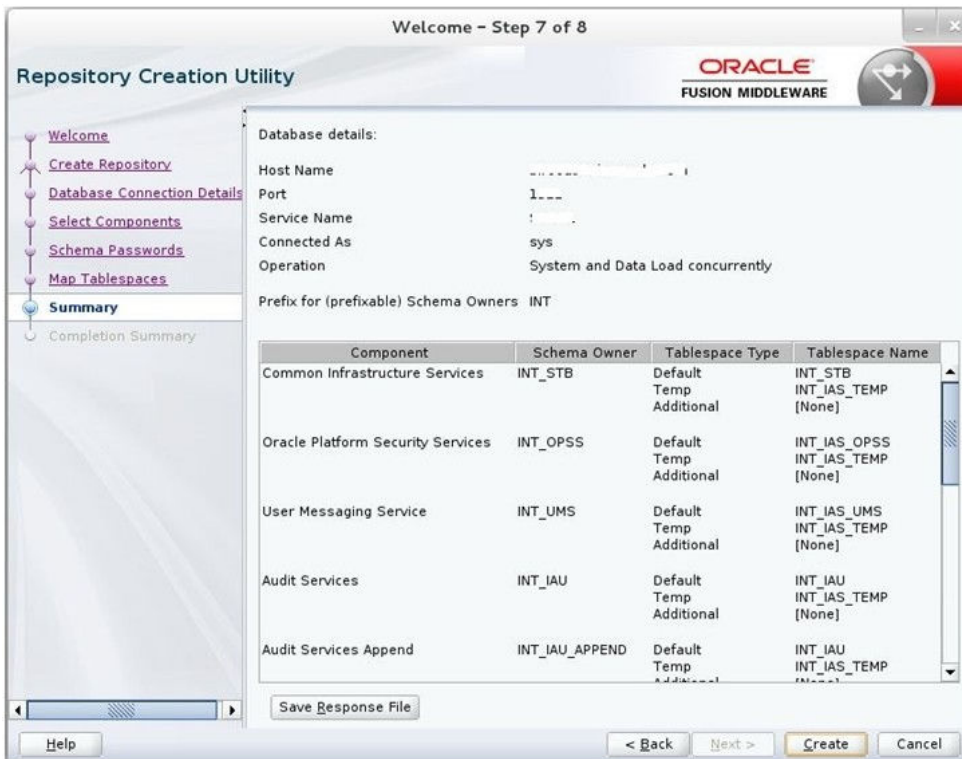 Welcome – Step 7 of 8
Repository Creation Utility
ORACLE
FUSION MIDDLEWARE
Welcome
Create Repository
Database Connection Details
Select Components
Schema Passwords
Map Tablespaces
Summary
Completion Summary
Database details:
Host Name
Port
Service Name
Connected As sys
Operation System and Data Load concurrently
Prefix for (prefixable) Schema Owners INT
Component Schema Owner Tablespace Type Tablespace Name
Common Infrastructure Services INT_STB Default INT_STB
Temp INT_IAS_TEMP
Additional [None]
Oracle Platform Security Services INT_OPSS Default INT_IAS_OPSS
Temp INT_IAS_TEMP
Additional [None]
User Messaging Service INT_UMS Default INT_IAS_UMS
Temp INT_IAS_TEMP
Additional [None]
Audit Services INT_IAU Default INT_IAU
Temp INT_IAS_TEMP
Additional [None]
Audit Services Append INT_IAU_APPEND Default INT_IAU
Temp INT_IAS_TEMP
Save Response File
Help < Back Next > Create Cancel